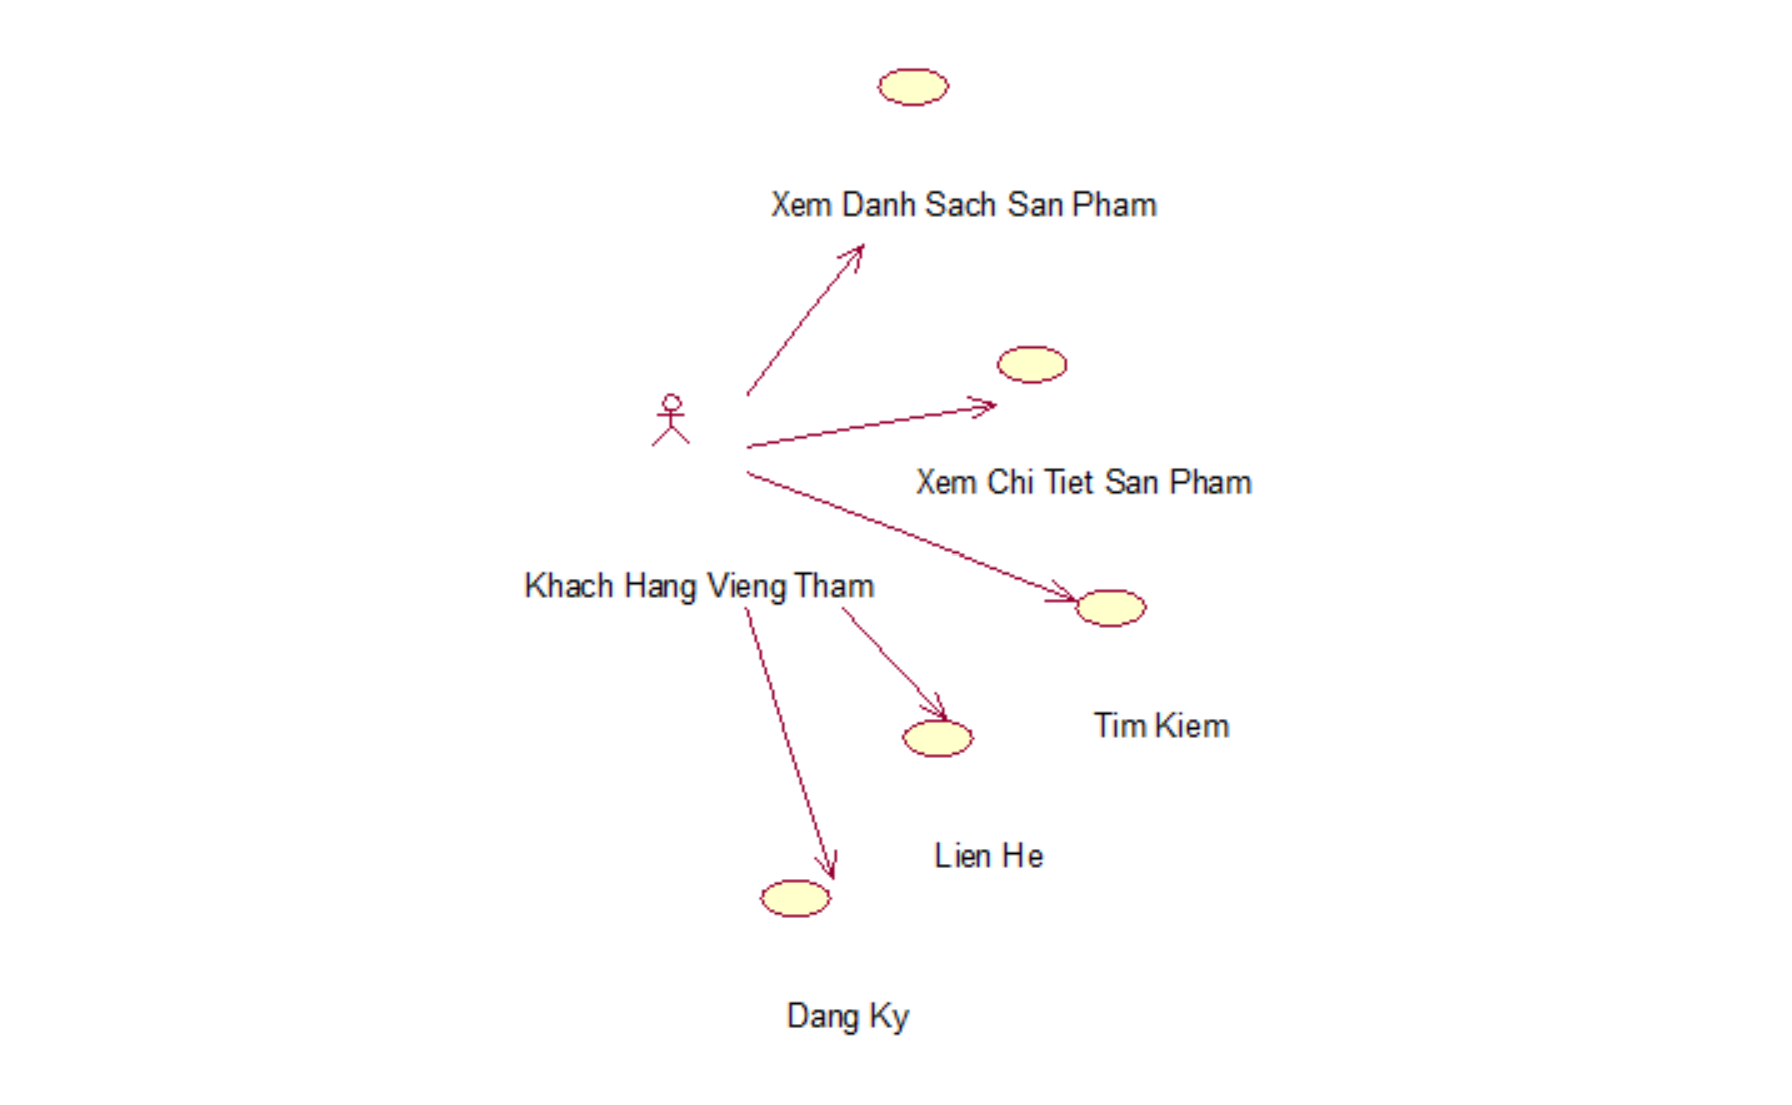 Xem Danh Sach San Pham
Xem Chi Tiet San Pham
Khach Hang Vieng Tham
Tim Kiem
Lien He
Dang Ky